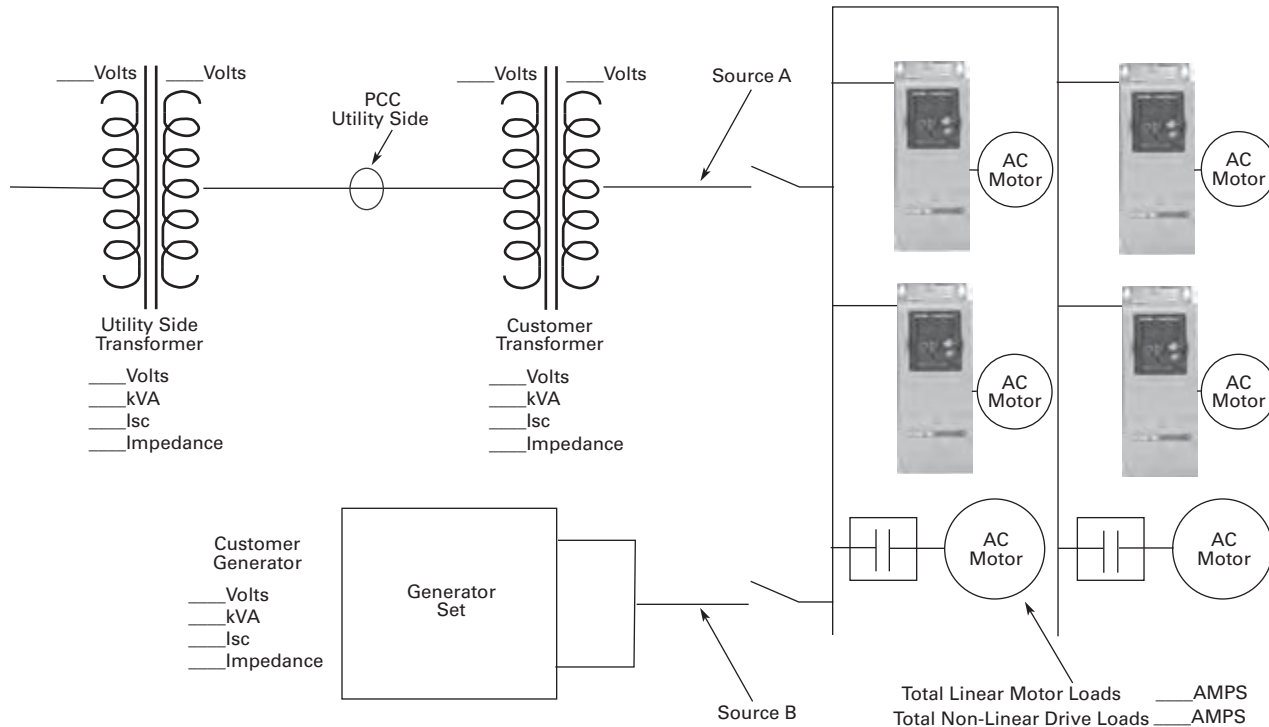 ____Volts ____Volts
PCC
Utility Side
____Volts ____Volts
Source A
Utility Side
Transformer
____Volts
____kVA
____Isc
____Impedance
Customer
Transformer
____Volts
____kVA
____Isc
____Impedance
AC
Motor
AC
Motor
AC
Motor
AC
Motor
AC
Motor
AC
Motor
Customer
Generator
____Volts
____kVA
____Isc
____Impedance
Generator
Set
Source B
Total Linear Motor Loads ____AMPS
Total Non-Linear Drive Loads ____AMPS